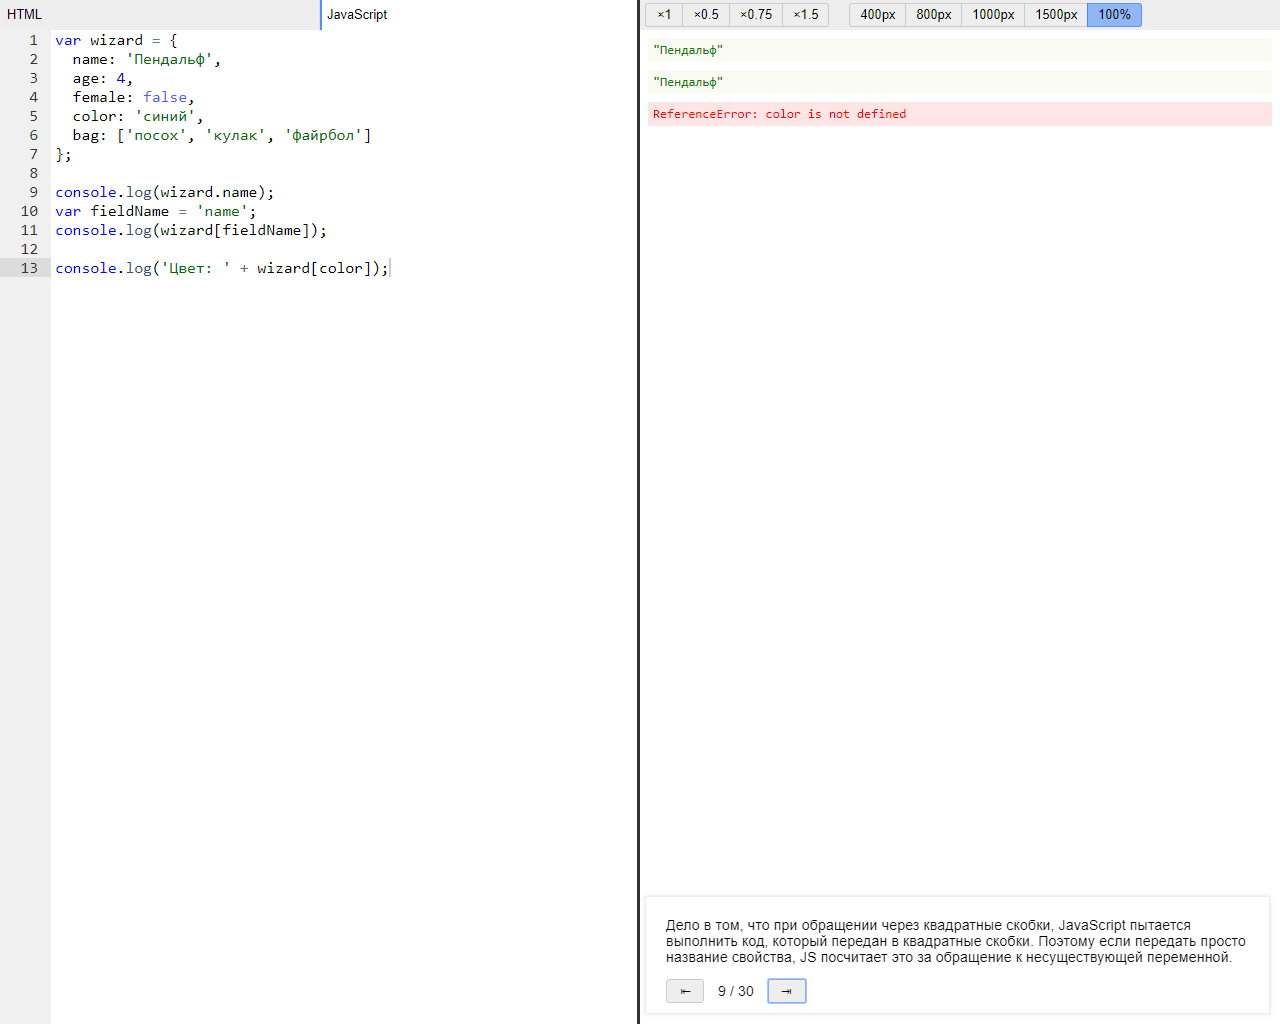 HTML
JavaScript
×1 ×0.5 ×0.75 ×1.5 400px 800px 1000px 1500px 100%
1 var wizard = {
2   name: 'Пендальф',
3   age: 4,
4   female: false,
5   color: 'синий',
6   bag: ['посох', 'кулак', 'файрбол']
7 };
8
9 console.log(wizard.name);
10 var fieldName = 'name';
11 console.log(wizard[fieldName]);
12
13 console.log('Цвет: ' + wizard[color]);
"Пендальф"
"Пендальф"
ReferenceError: color is not defined
Дело в том, что при обращении через квадратные скобки, JavaScript пытается
выполнить код, который передан в квадратные скобки. Поэтому если передать просто
название свойства, JS посчитает это за обращение к несуществующей переменной.
⇤ 9 / 30 ⇥